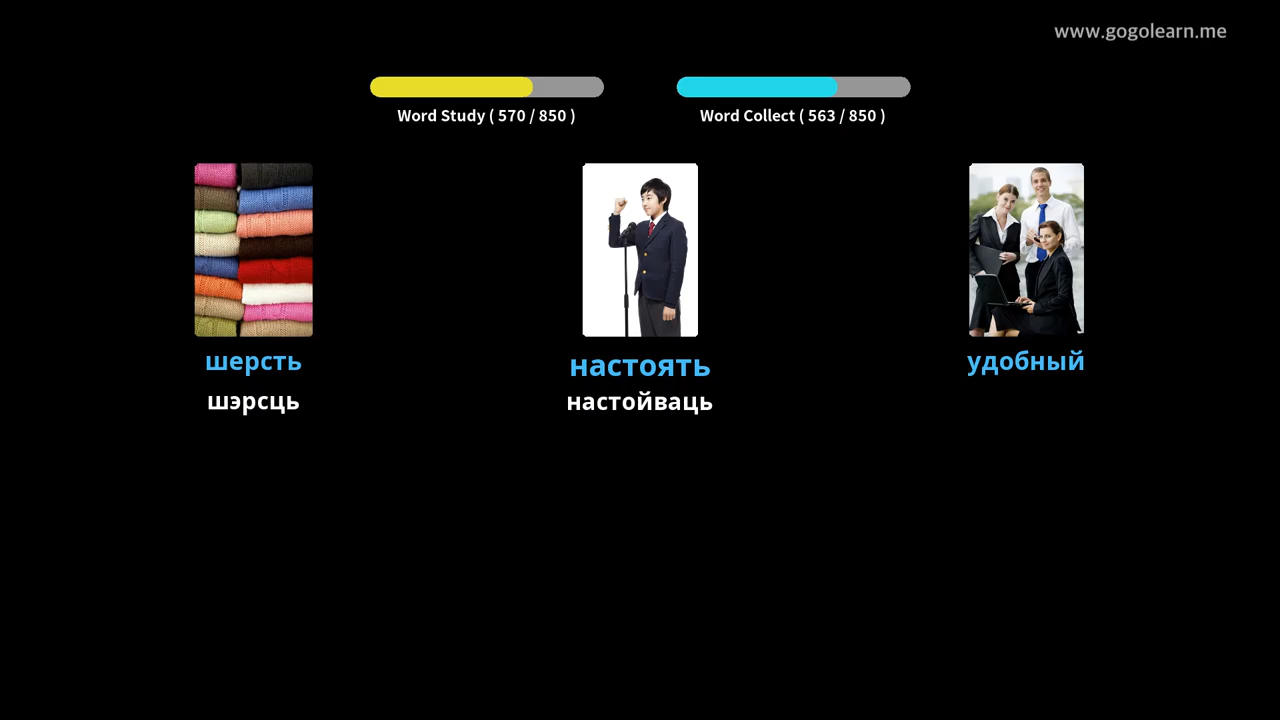 www.gogolearn.me
Word Study ( 570 / 850 )
Word Collect ( 563 / 850 )
шерсть
шэрсць
настоять
настойваць
удобный